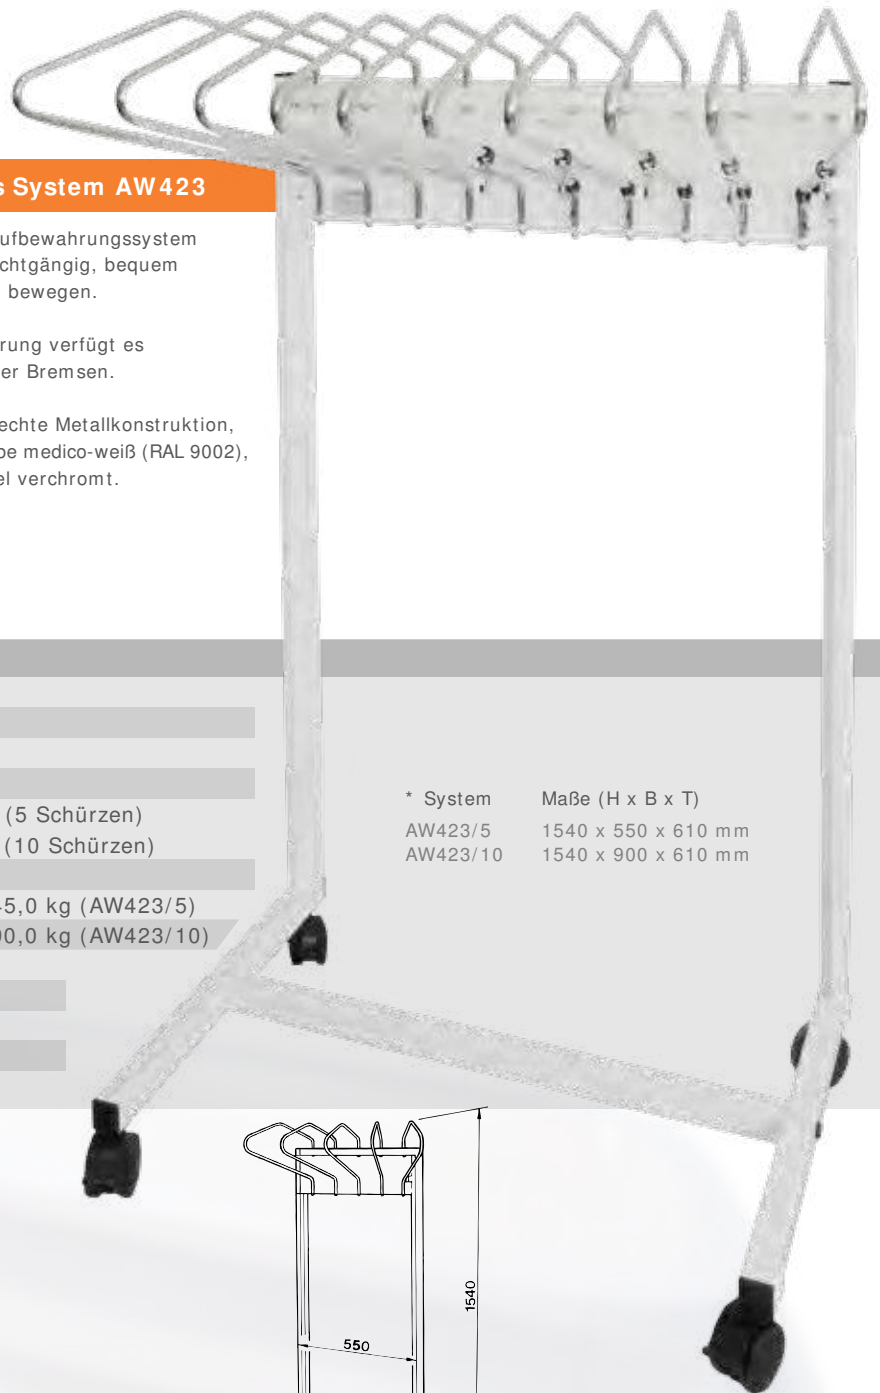 System AW423
ufbewahrungssystem
chtgängig, bequem
bewegen.
rung verfügt es
er Bremsen.
echte Metallkonstruktion,
be medico-weiß (RAL 9002),
el verchromt.
(5 Schürzen)
(10 Schürzen)
5,0 kg (AW423/5)
00,0 kg (AW423/10)
* System Maße (H x B x T)
AW423/5 1540 x 550 x 610 mm
AW423/10 1540 x 900 x 610 mm
1540
550